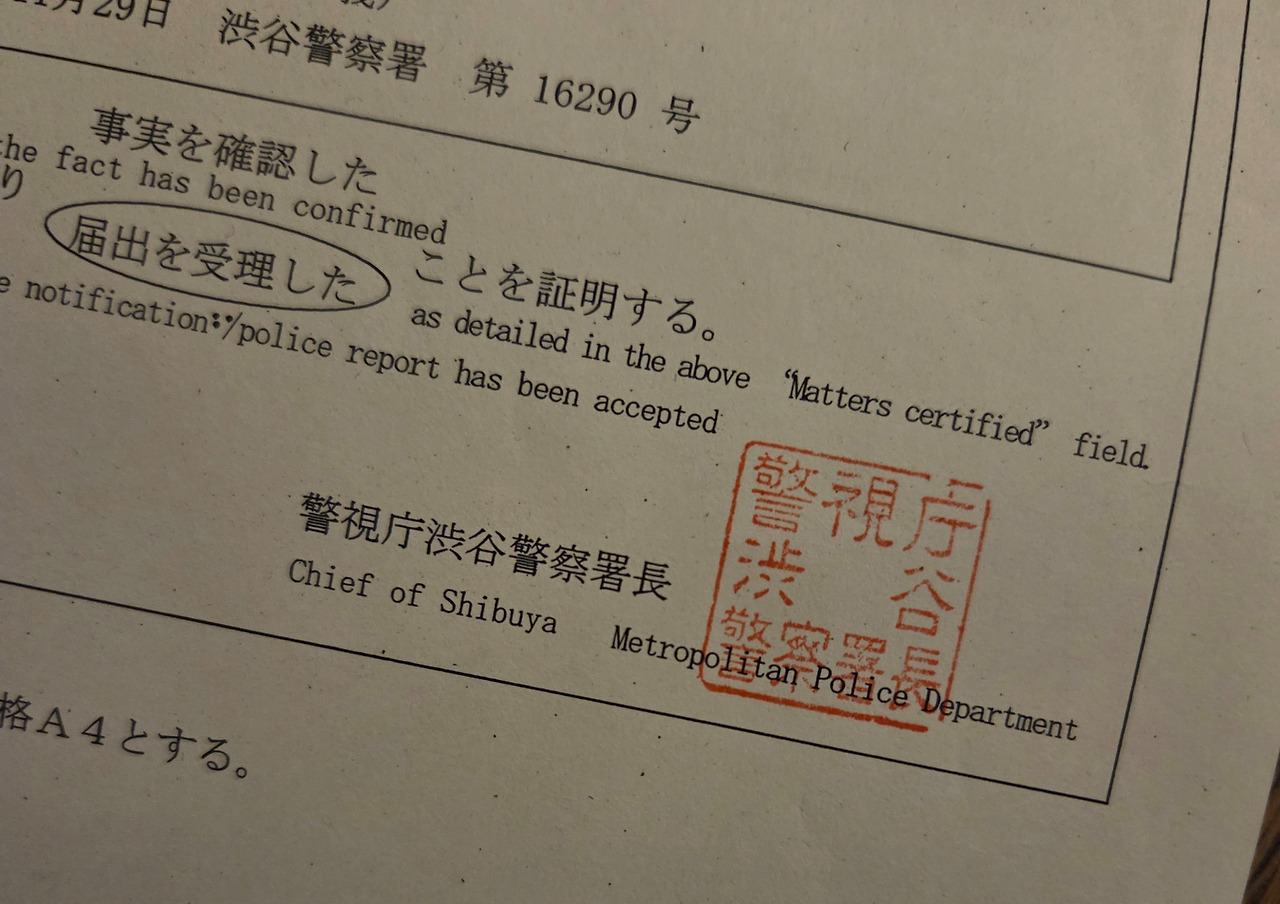 11月29日 渋谷警察署 第 16290 号
事実を確認した
the fact has been confirmed
り
届出を受理した ことを証明する。
notification:/police report has been accepted
as detailed in the above “Matters certified” field.
警視庁渋谷警察署長
Chief of Shibuya Metropolitan Police Department
警視庁
渋谷
警察署長
格A4とする。